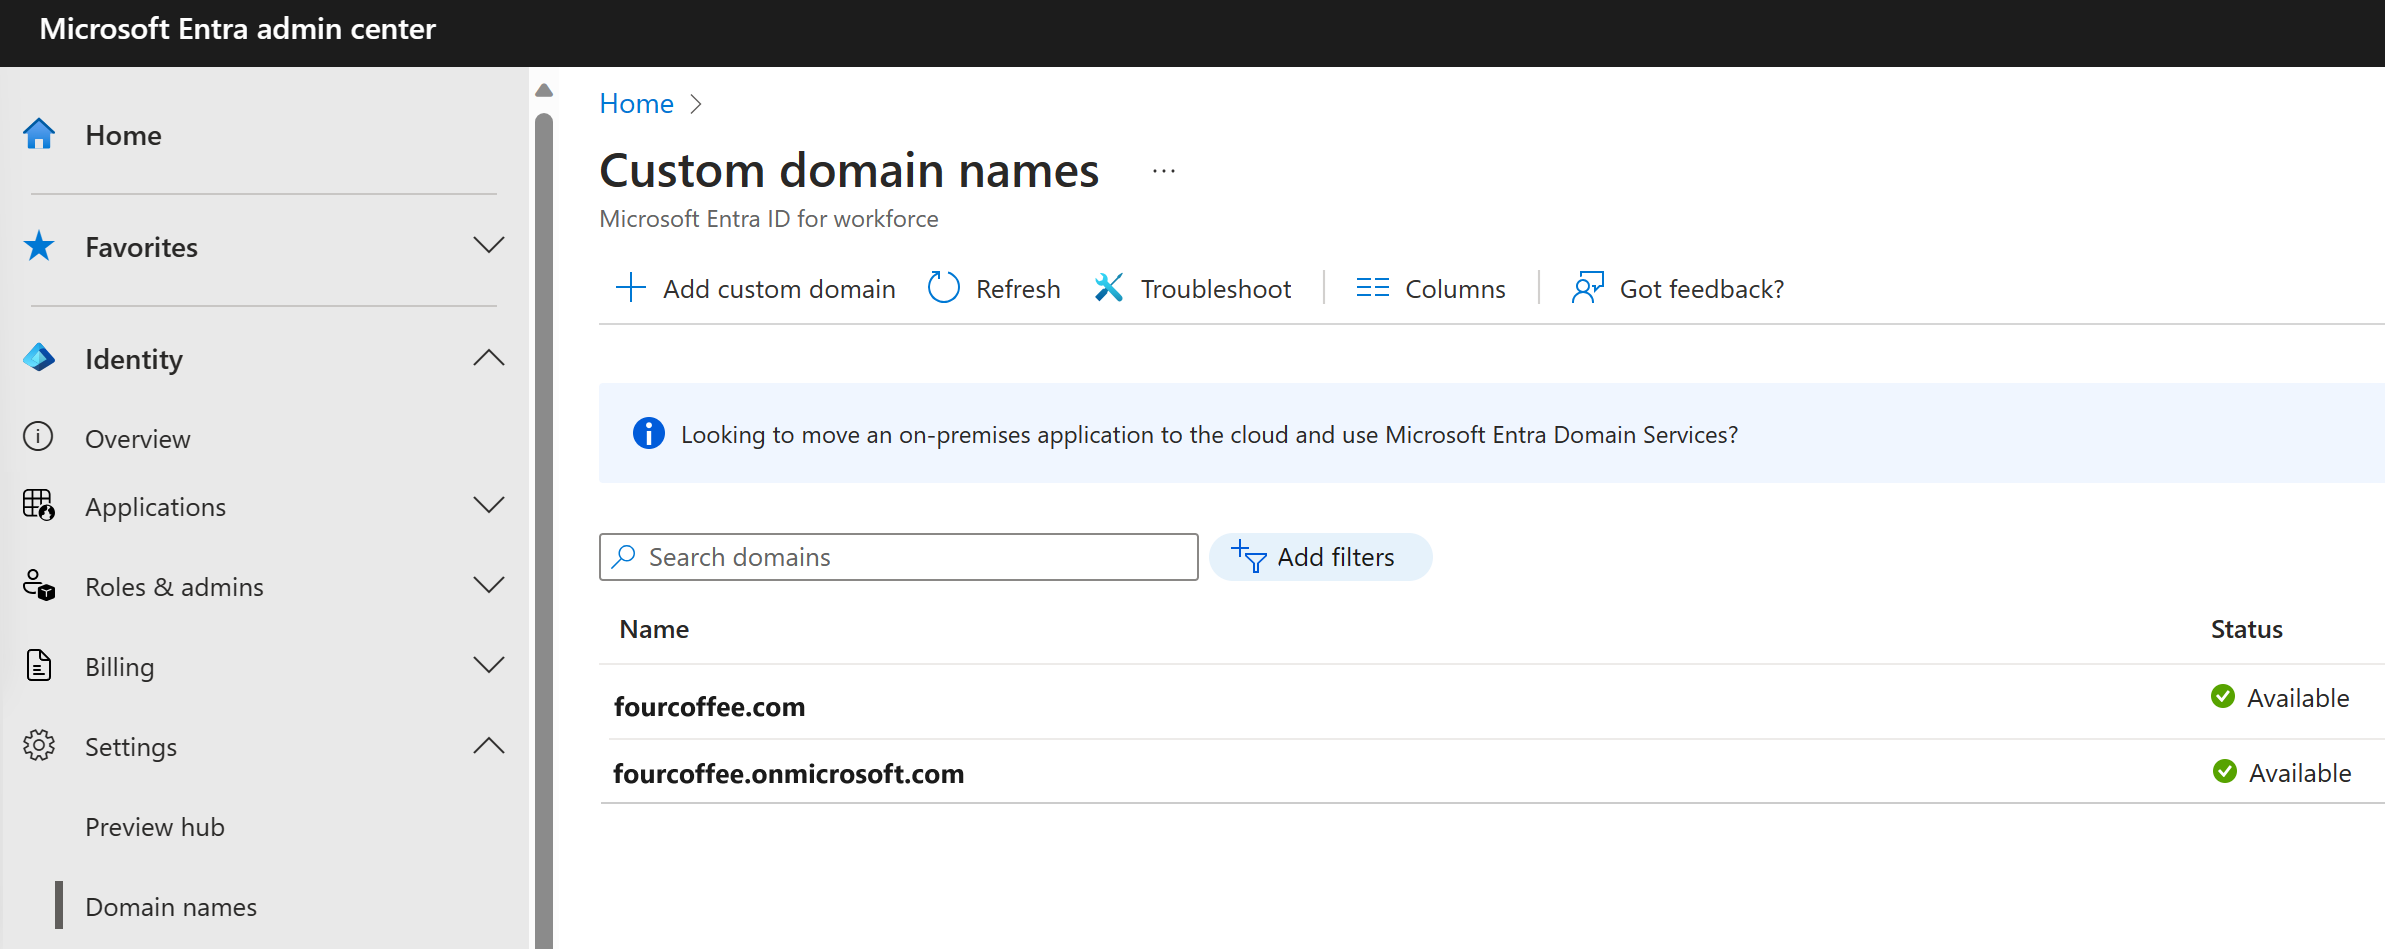 Microsoft Entra admin center
Home
Favorites
Identity
Overview
Applications
Roles & admins
Billing
Settings
Preview hub
Domain names
Home
Custom domain names ...
Microsoft Entra ID for workforce
Add custom domain Refresh Troubleshoot Columns Got feedback?
Looking to move an on-premises application to the cloud and use Microsoft Entra Domain Services?
Search domains Add filters
Name Status
fourcoffee.com Available
fourcoffee.onmicrosoft.com Available